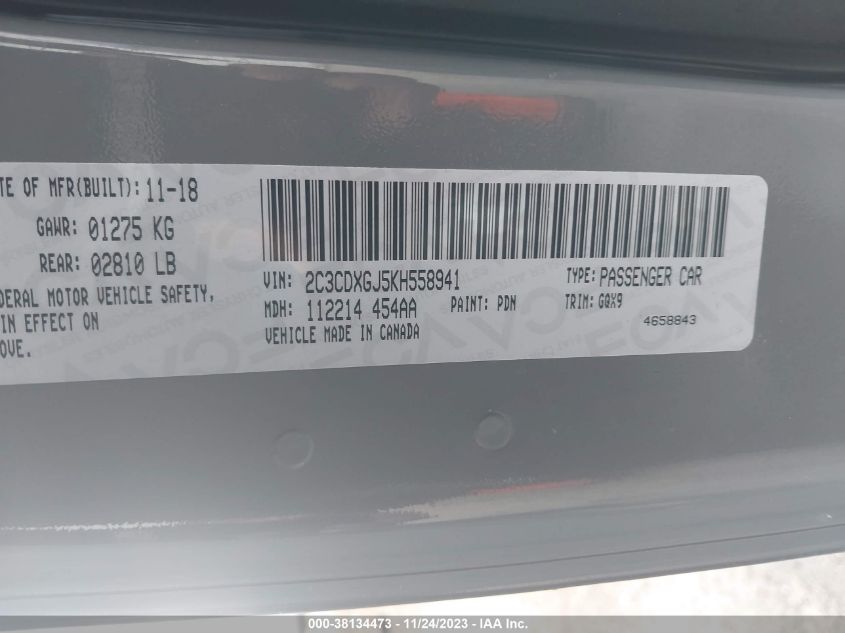 TE OF MFR(BUILT): 11-18
GAWR: 01275 KG
REAR: 02810 LB
DERAL MOTOR VEHICLE SAFETY,
IN EFFECT ON
OVE.
VIN: 2C3CDXGJ5KH558941 TYPE: PASSENGER CAR
MDH: 112214 454AA PAINT: PDN TRIM: GQX9
VEHICLE MADE IN CANADA 4658843
000-38134473 - 11/24/2023 - IAA Inc.